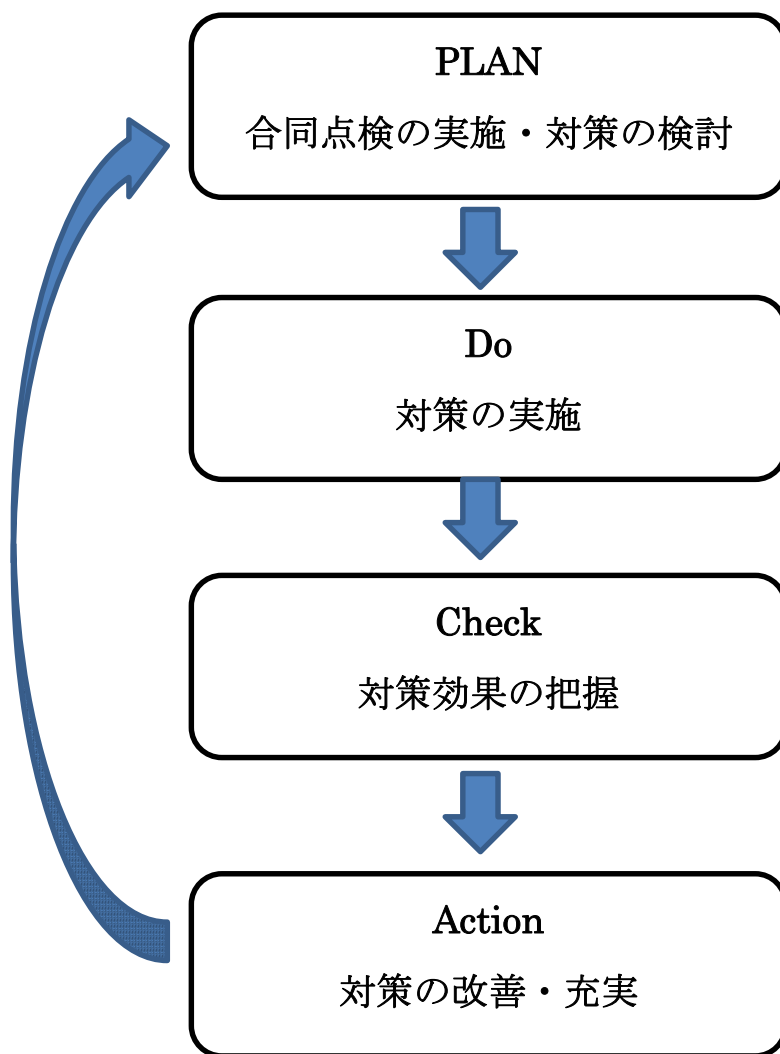 PLAN
合同点検の実施・対策の検討
Do
対策の実施
Check
対策効果の把握
Action
対策の改善・充実